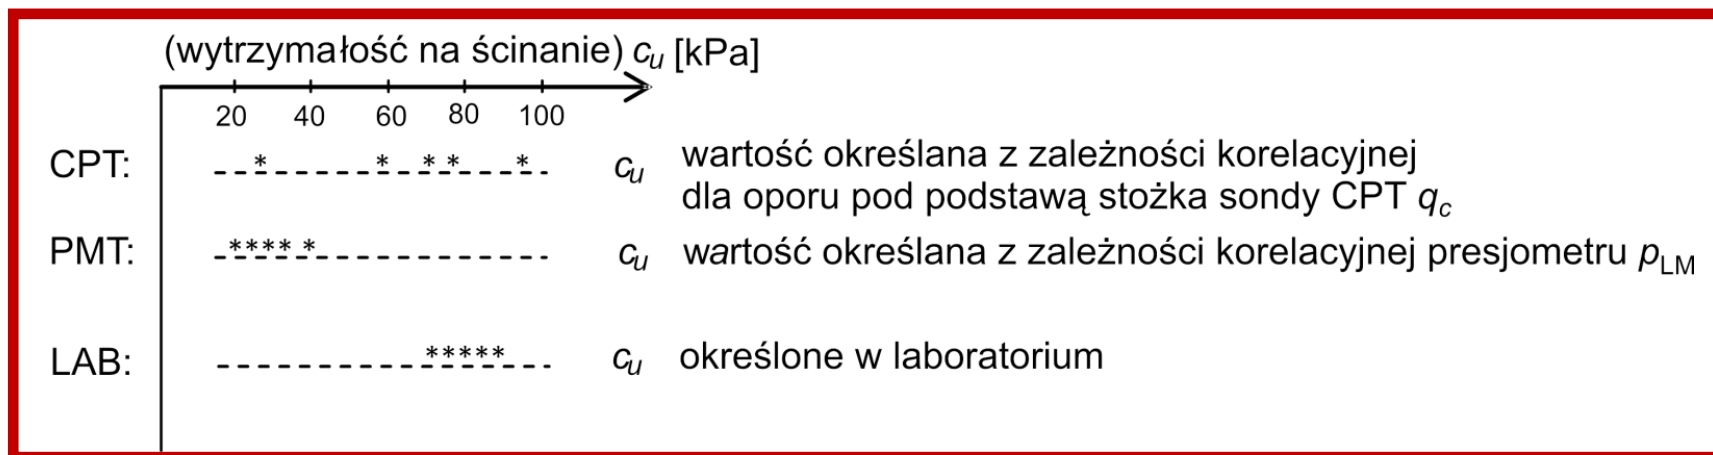 (wytrzymałość na ścinanie) cu [kPa]
20 40 60 80 100
CPT: * * * * * cu wartość określana z zależności korelacyjnej
dla oporu pod podstawą stożka sondy CPT qc
PMT: **** * cu wartość określana z zależności korelacyjnej presjometru pLM
LAB: ***** cu określone w laboratorium